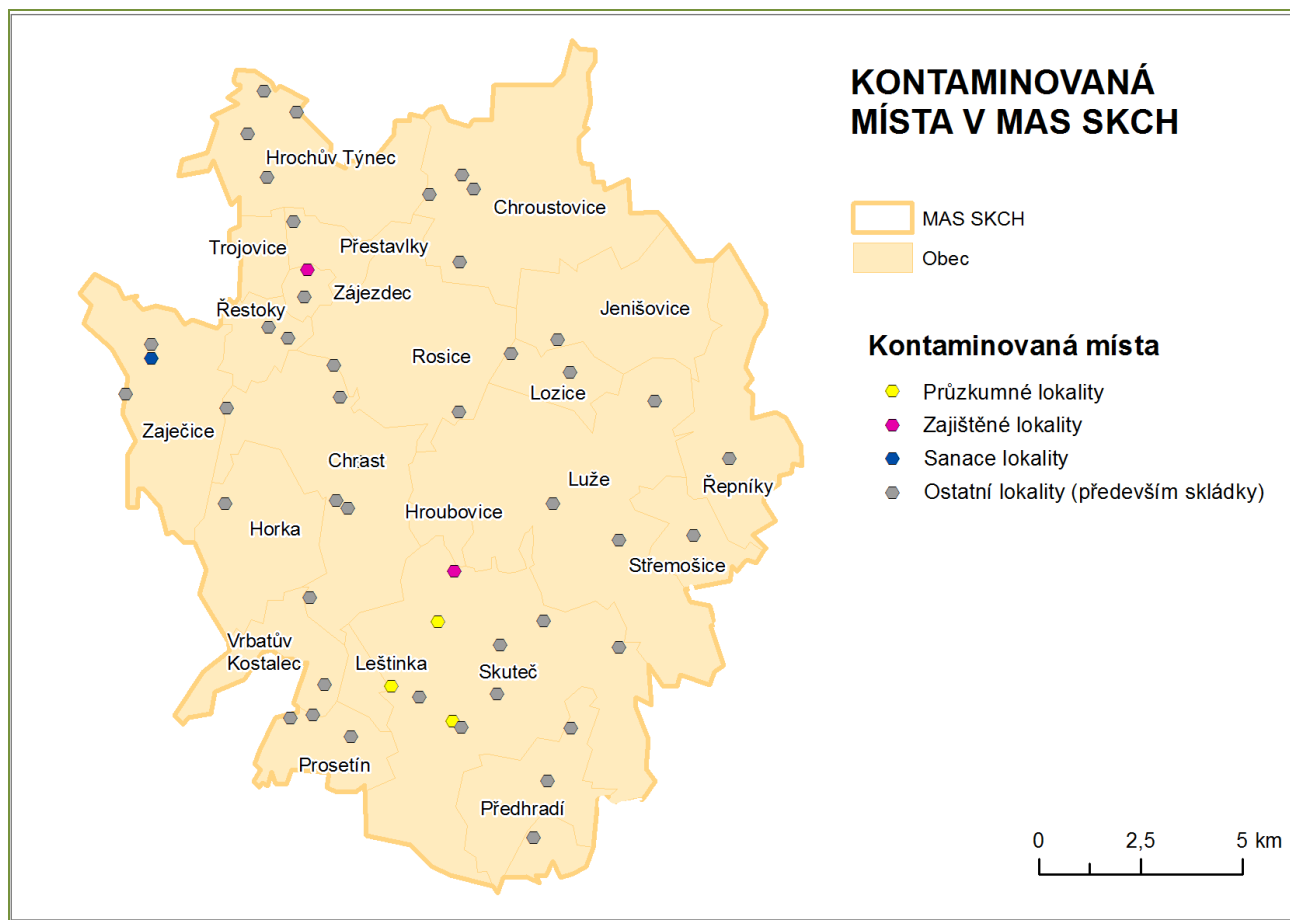 KONTAMINOVANÁ
MÍSTA V MAS SKCH
MAS SKCH
Obec
Kontaminovaná místa
Průzkumné lokality
Zajištěné lokality
Sanace lokality
Ostatní lokality (především skládky)
Hrochův Týnec
Chroustovice
Trojovice
Přestavlky
Zájezdec
Řestoky
Jenišovice
Rosice
Lozice
Zaječice
Chrast
Luže
Řepníky
Hroubovice
Horka
Střemošice
Vrbatův
Kostalec
Leštinka
Skuteč
Prosetín
Předhradí
0 2,5 5 km